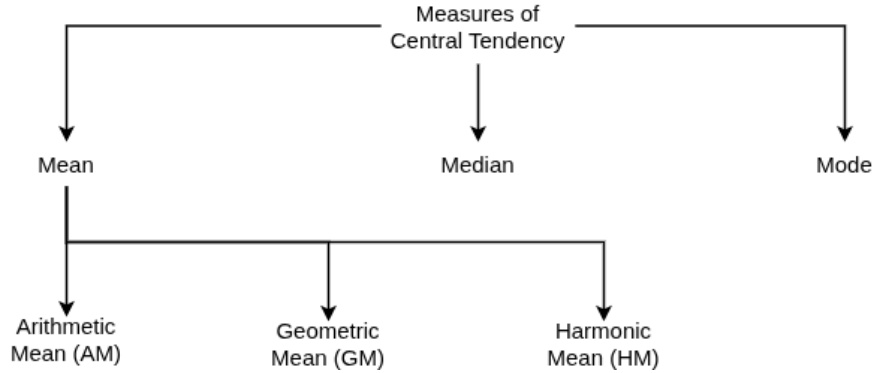 Measures of
Central Tendency
Mean
Median
Mode
Arithmetic
Mean (AM)
Geometric
Mean (GM)
Harmonic
Mean (HM)